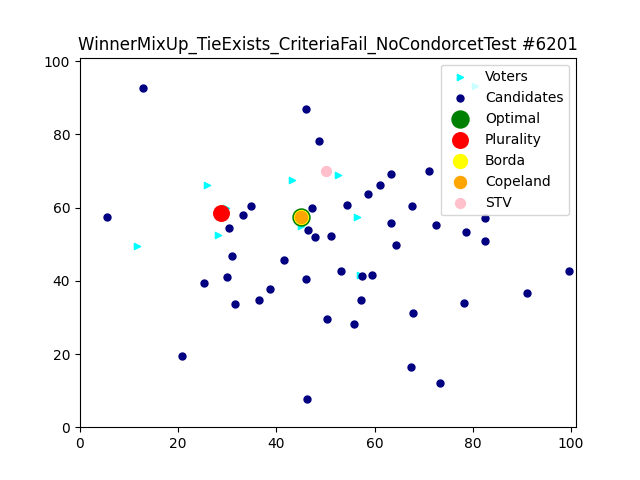 WinnerMixUp_TieExists_CriteriaFail_NoCondorcetTest #6201
100
80
60
40
20
0
0 20 40 60 80 100
Voters
Candidates
Optimal
Plurality
Borda
Copeland
STV